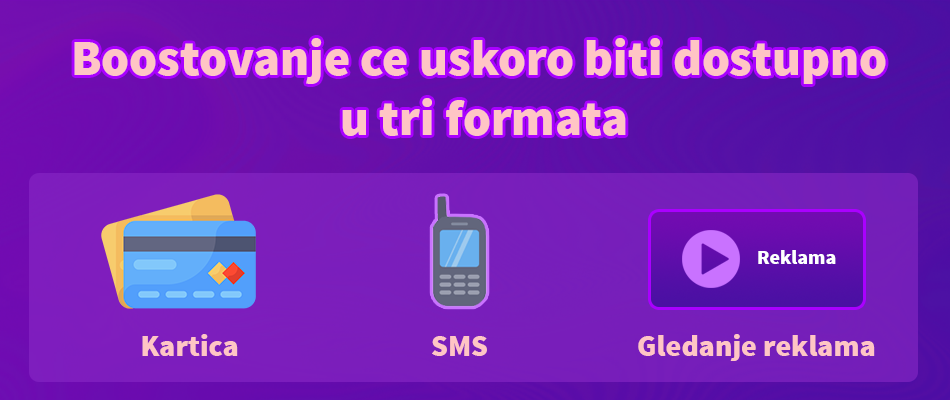 Boostovanje ce uskoro biti dostupno
u tri formata
Reklama
Kartica
SMS
Gledanje reklama